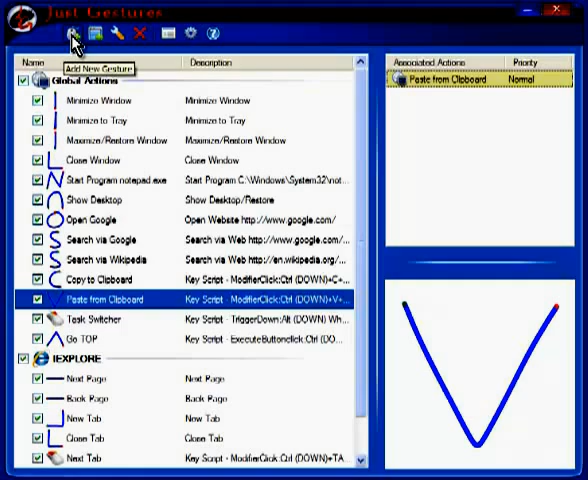 Just Gestures
Name Description
Add New Gesture
Global Actions
Minimize Window Minimize Window
Minimize to Tray Minimize to Tray
Maximize/Restore Window Maximize/Restore Window
Close Window Close Window
Start Program notepad.exe Start Program C:\Windows\System32\not...
Show Desktop Show Desktop/Restore
Open Google Open Website http://www.google.com/
Search via Google Search via Web http://www.google.com/...
Search via Wikipedia Search via Web http://en.wikipedia.org/...
Copy to Clipboard Key Script - ModifierClick:Ctrl (DOWN)+C+...
Paste from Clipboard Key Script - ModifierClick:Ctrl (DOWN)+V+...
Task Switcher Key Script - TriggerDown:Alt (DOWN) Wh...
Go TOP Key Script - ExecuteButtonclick:Ctrl (DOWN)...
IEXPLORE
Next Page Next Page
Back Page Back Page
New Tab New Tab
Close Tab Close Tab
Next Tab Key Script - ModifierClick:Ctrl (DOWN)+TA...
Associated Actions Priority
Paste from Clipboard Normal